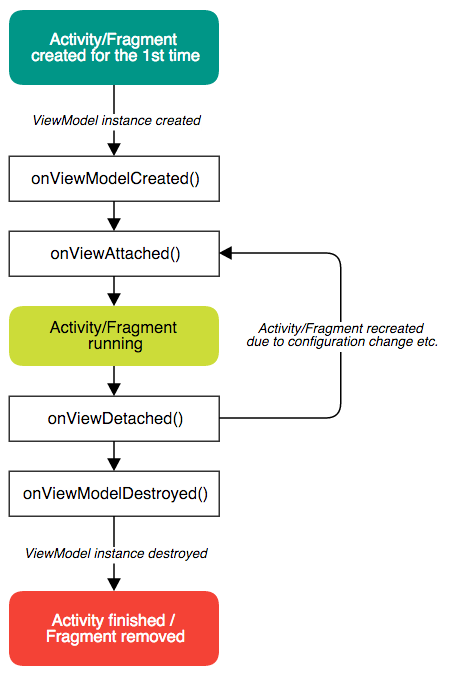 Activity/Fragment
created for the 1st time
ViewModel instance created
onViewModelCreated()
onViewAttached()
Activity/Fragment
running
Activity/Fragment recreated
due to configuration change etc.
onViewDetached()
onViewModelDestroyed()
ViewModel instance destroyed
Activity finished /
Fragment removed